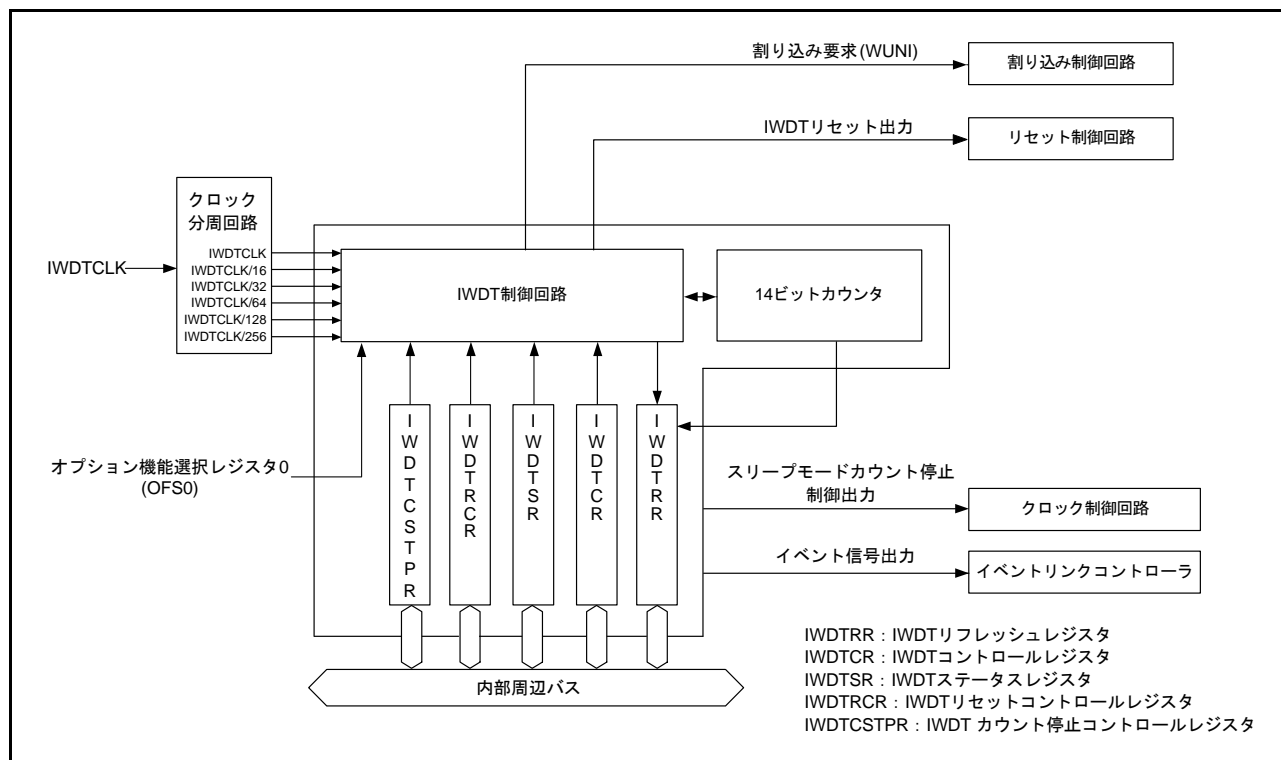 割り込み要求(WUNI)
割り込み制御回路
IWDTリセット出力
リセット制御回路
クロック
分周回路
IWDTCLK
IWDTCLK
IWDTCLK/16
IWDTCLK/32
IWDTCLK/64
IWDTCLK/128
IWDTCLK/256
IWDT制御回路
14ビットカウンタ
オプション機能選択レジスタ0
(OFS0)
IWDTCSTPR
IWDTRCR
IWDTSR
IWDTCR
IWDTRR
スリープモードカウント停止
制御出力
クロック制御回路
イベント信号出力
イベントリンクコントローラ
内部周辺バス
IWDTRR：IWDTリフレッシュレジスタ
IWDTCR：IWDTコントロールレジスタ
IWDTSR：IWDTステータスレジスタ
IWDTRCR：IWDTリセットコントロールレジスタ
IWDTCSTPR：IWDT カウント停止コントロールレジスタ